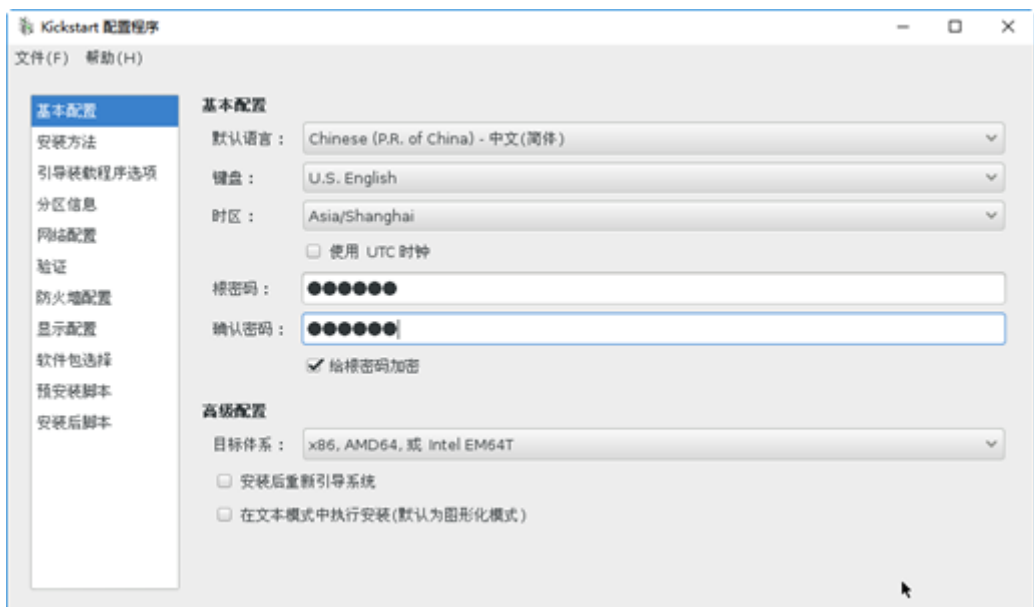 Kickstart 配置程序
文件(F) 帮助(H)
基本配置
安装方法
引导装载程序选项
分区信息
网络配置
验证
防火墙配置
显示配置
软件包选择
预安装脚本
安装后脚本
基本配置
默认语言： Chinese (P.R. of China) - 中文(简体)
键盘： U.S. English
时区： Asia/Shanghai
使用 UTC 时钟
根密码： ●●●●●●
确认密码： ●●●●●●
给根密码加密
高级配置
目标体系： x86, AMD64, 或 Intel EM64T
安装后重新引导系统
在文本模式中执行安装(默认为图形化模式)